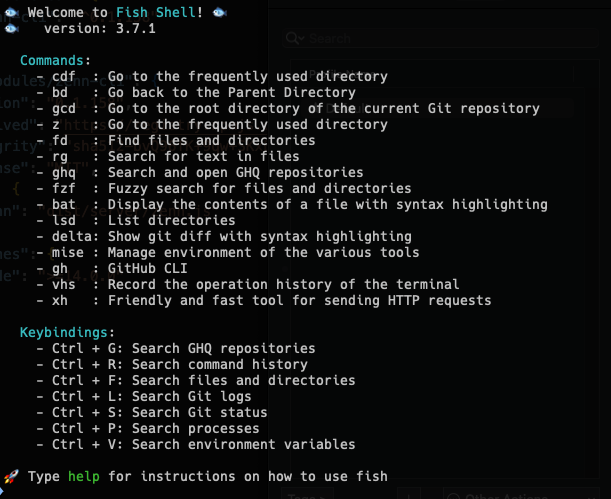 🐟 Welcome to Fish Shell! 🐟
🐟   version: 3.7.1
Commands:
- cdf  : Go to the frequently used directory
- bd   : Go back to the Parent Directory
- gcd  : Go to the root directory of the current Git repository
- z    : Go to the frequently used directory
- fd   : Find files and directories
- rg   : Search for text in files
- ghq  : Search and open GHQ repositories
- fzf  : Fuzzy search for files and directories
- bat  : Display the contents of a file with syntax highlighting
- lsd  : List directories
- delta: Show git diff with syntax highlighting
- mise : Manage environment of the various tools
- gh   : GitHub CLI
- vhs  : Record the operation history of the terminal
- xh   : Friendly and fast tool for sending HTTP requests
Keybindings:
- Ctrl + G: Search GHQ repositories
- Ctrl + R: Search command history
- Ctrl + F: Search files and directories
- Ctrl + L: Search Git logs
- Ctrl + S: Search Git status
- Ctrl + P: Search processes
- Ctrl + V: Search environment variables
🚀 Type help for instructions on how to use fish
Search